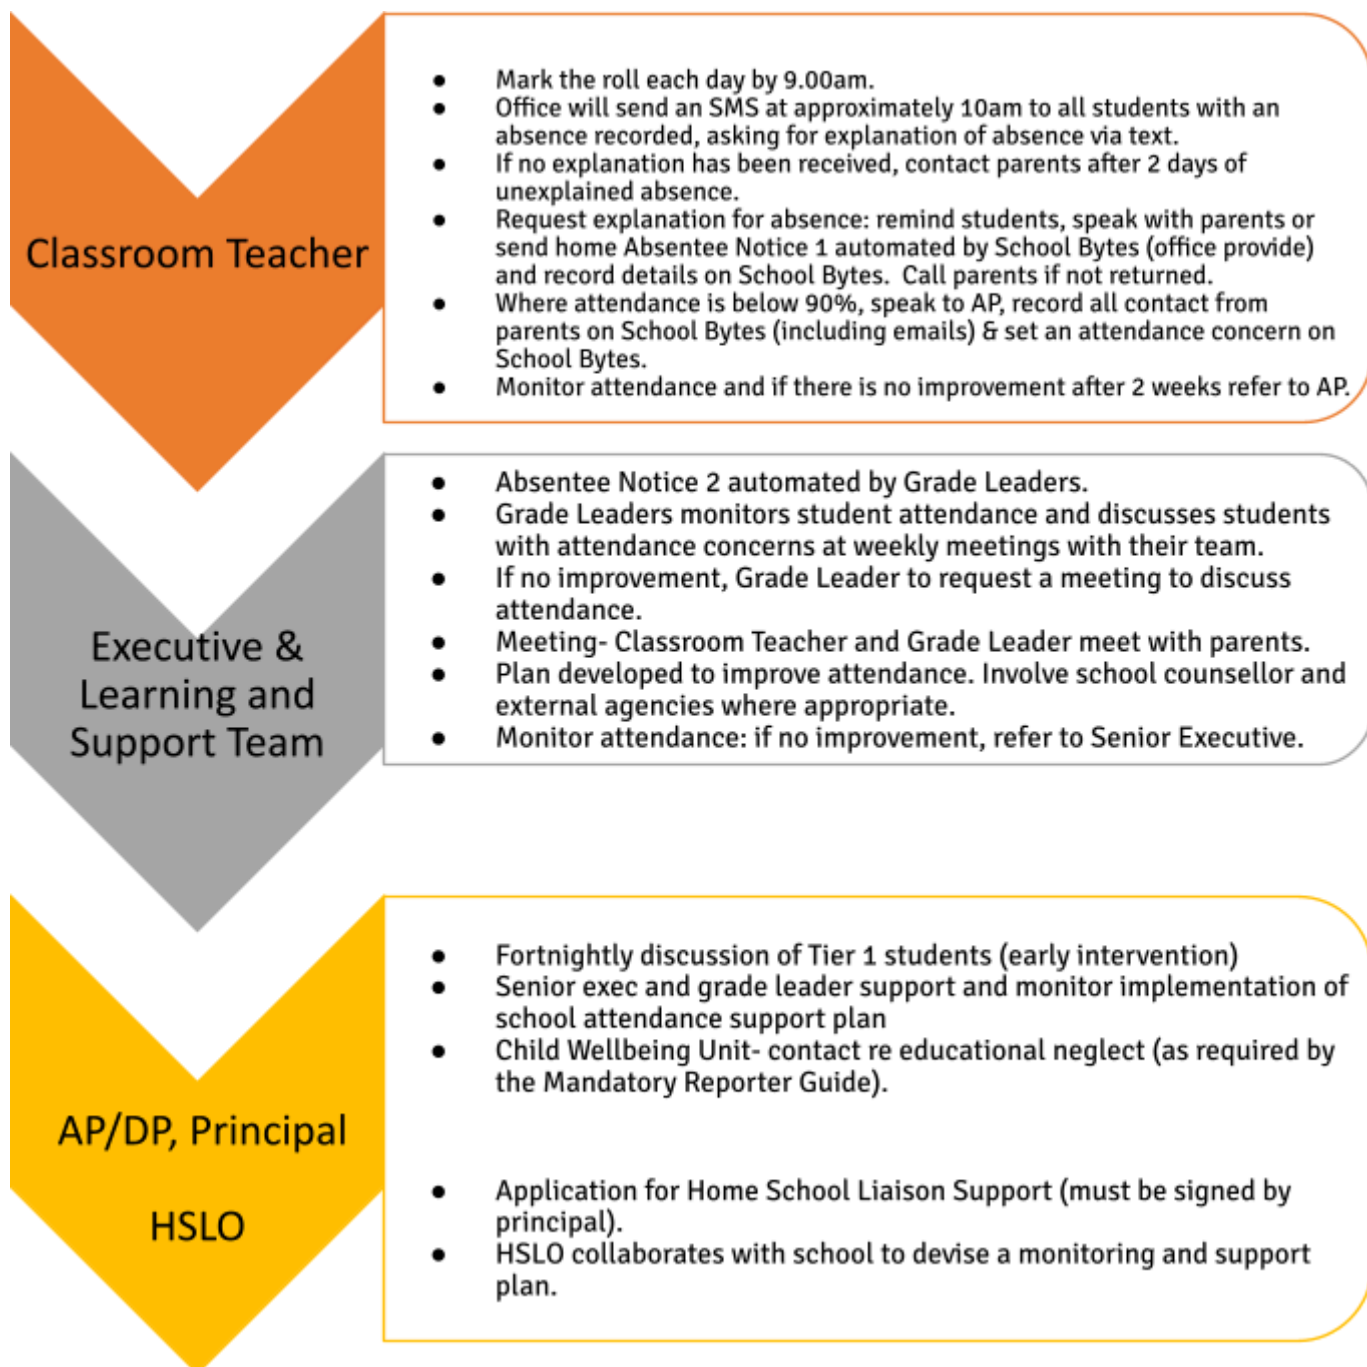 Classroom Teacher
● Mark the roll each day by 9.00am.
● Office will send an SMS at approximately 10am to all students with an
absence recorded, asking for explanation of absence via text.
● If no explanation has been received, contact parents after 2 days of
unexplained absence.
● Request explanation for absence: remind students, speak with parents or
send home Absentee Notice 1 automated by School Bytes (office provide)
and record details on School Bytes.  Call parents if not returned.
● Where attendance is below 90%, speak to AP, record all contact from
parents on School Bytes (including emails) & set an attendance concern on
School Bytes.
● Monitor attendance and if there is no improvement after 2 weeks refer to AP.
Executive &
Learning and
Support Team
● Absentee Notice 2 automated by Grade Leaders.
● Grade Leaders monitors student attendance and discusses students
with attendance concerns at weekly meetings with their team.
● If no improvement, Grade Leader to request a meeting to discuss
attendance.
● Meeting- Classroom Teacher and Grade Leader meet with parents.
● Plan developed to improve attendance. Involve school counsellor and
external agencies where appropriate.
● Monitor attendance: if no improvement, refer to Senior Executive.
AP/DP, Principal
HSLO
● Fortnightly discussion of Tier 1 students (early intervention)
● Senior exec and grade leader support and monitor implementation of
school attendance support plan
● Child Wellbeing Unit- contact re educational neglect (as required by
the Mandatory Reporter Guide).
● Application for Home School Liaison Support (must be signed by
principal).
● HSLO collaborates with school to devise a monitoring and support
plan.